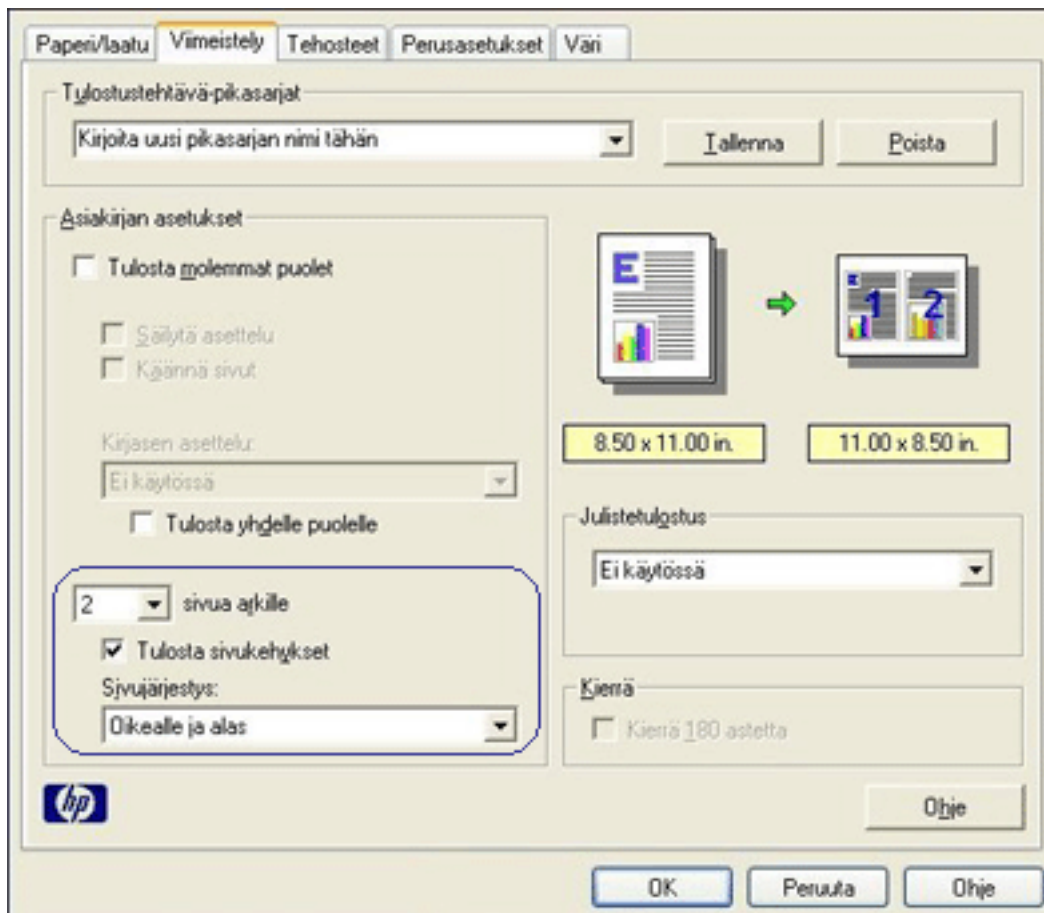 Paperi/laatu Viimeistely Tehosteet Perusasetukset Väri
Tulostustehtävä-pikasarjat
Kirjoita uusi pikasarjan nimi tähän Tallenna Poista
Asiakirjan asetukset
Tulosta molemmat puolet
Säilytä asettelu
Käännä sivut
Kirjasen asettelu:
Ei käytössä
Tulosta yhdelle puolelle
2 sivua arkille
Tulosta sivukehykset
Sivujärjestys:
Oikealle ja alas
E
1 2
8.50 x 11.00 in. 11.00 x 8.50 in.
Julistetulostus
Ei käytössä
Kierrä
Kierrä 180 astetta
hp
Ohje
OK Peruuta Ohje